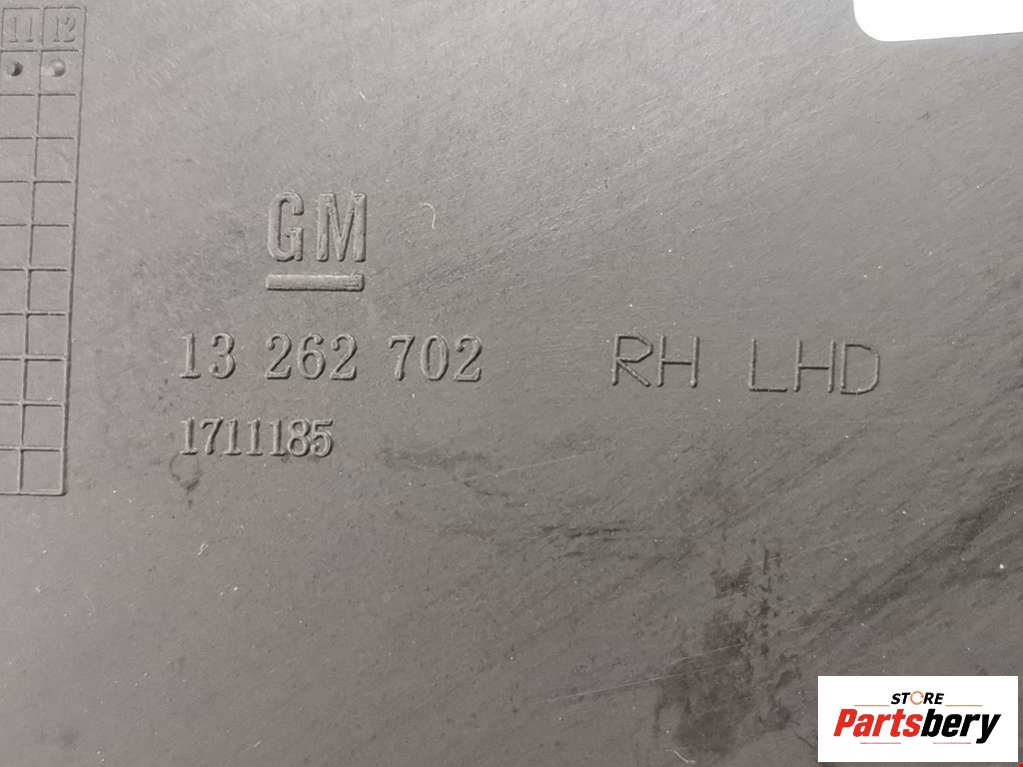 11 12
GM
13 262 702 RH LHD
1711185
STORE
Partsbery